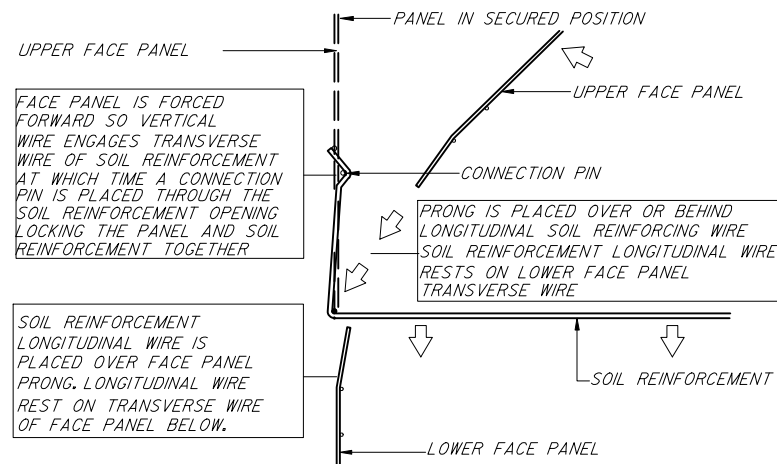 PANEL IN SECURED POSITION
UPPER FACE PANEL
UPPER FACE PANEL
FACE PANEL IS FORCED
FORWARD SO VERTICAL
WIRE ENGAGES TRANSVERSE
WIRE OF SOIL REINFORCEMENT
AT WHICH TIME A CONNECTION
PIN IS PLACED THROUGH THE
SOIL REINFORCEMENT OPENING
LOCKING THE PANEL AND SOIL
REINFORCEMENT TOGETHER
CONNECTION PIN
PRONG IS PLACED OVER OR BEHIND
LONGITUDINAL SOIL REINFORCING WIRE
SOIL REINFORCEMENT LONGITUDINAL WIRE
RESTS ON LOWER FACE PANEL
TRANSVERSE WIRE
SOIL REINFORCEMENT
LONGITUDINAL WIRE IS
PLACED OVER FACE PANEL
PRONG. LONGITUDINAL WIRE
REST ON TRANSVERSE WIRE
OF FACE PANEL BELOW.
SOIL REINFORCEMENT
LOWER FACE PANEL